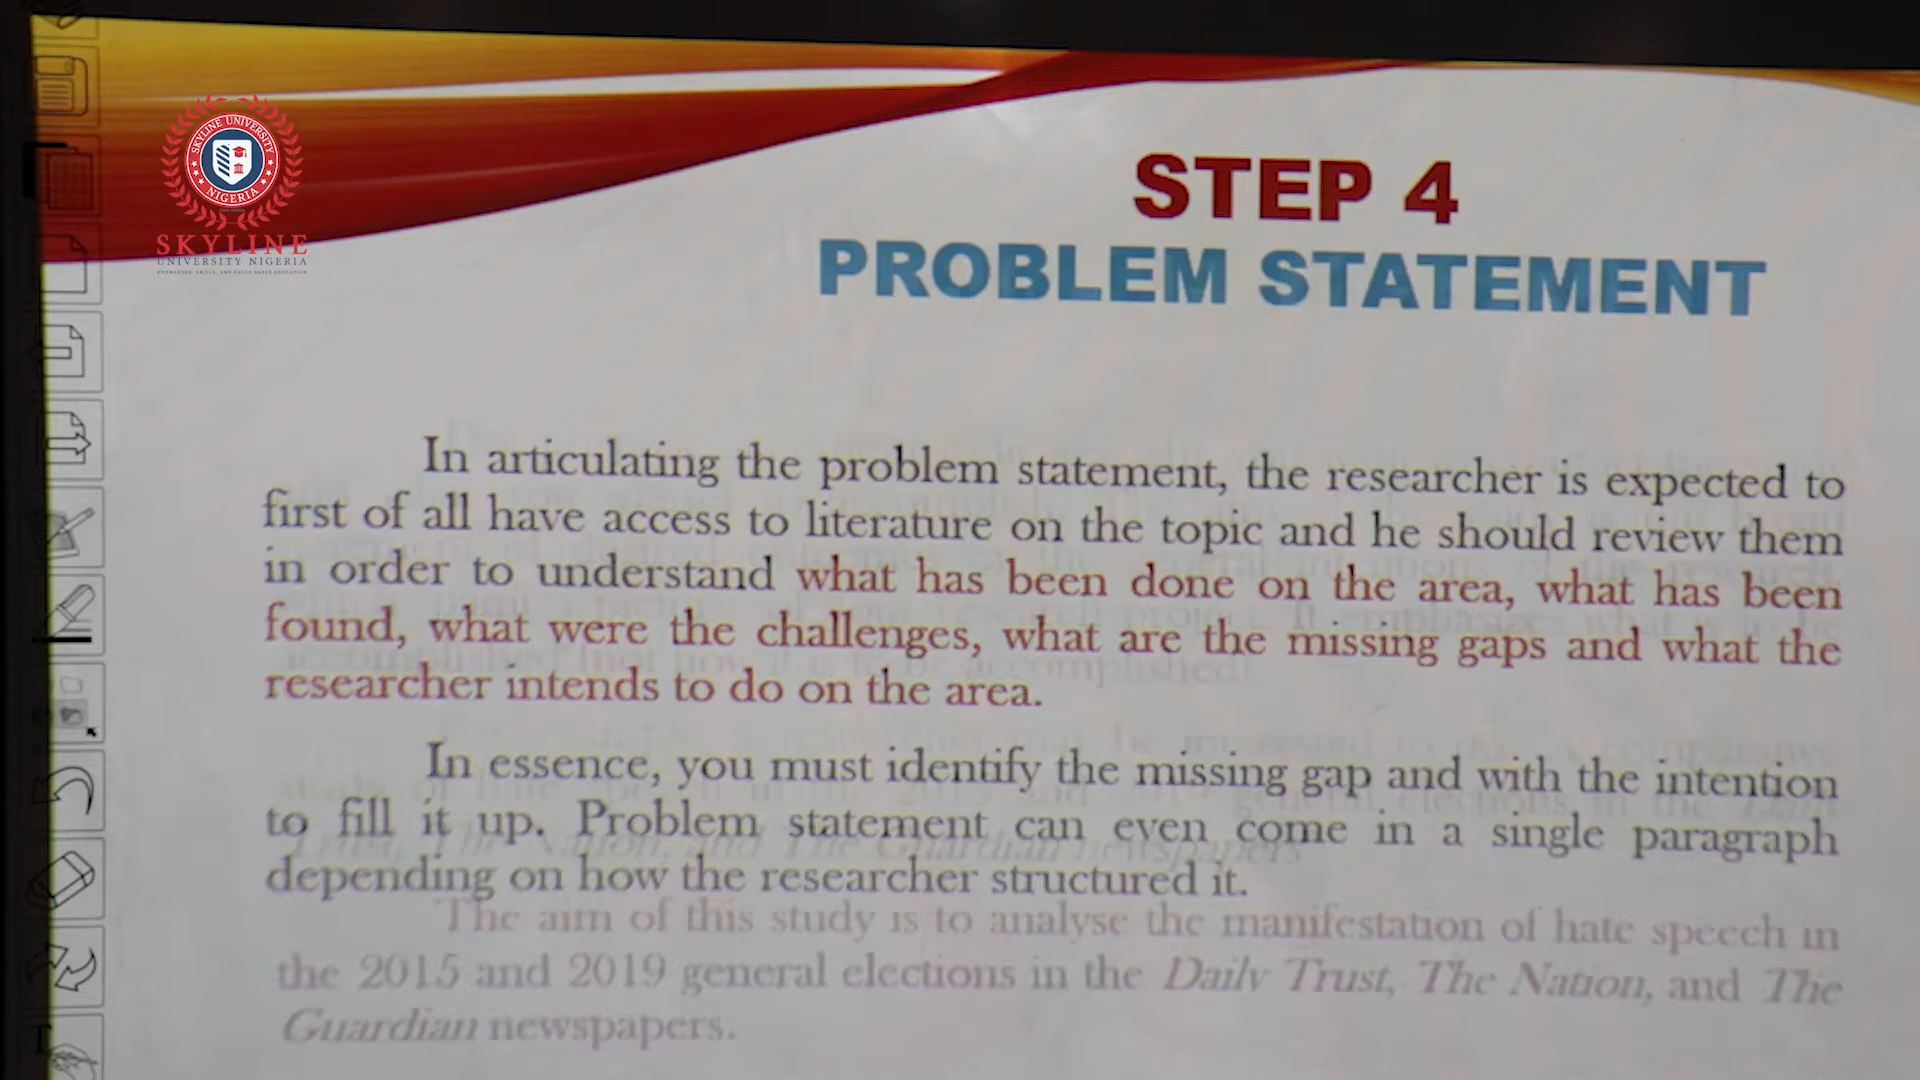 SKYLINE UNIVERSITY
NIGERIA
SKYLINE
UNIVERSITY NIGERIA
KNOWLEDGE, SKILLS, AND VALUE BASED EDUCATION
STEP 4
PROBLEM STATEMENT
In articulating the problem statement, the researcher is expected to
first of all have access to literature on the topic and he should review them
in order to understand what has been done on the area, what has been
found, what were the challenges, what are the missing gaps and what the
researcher intends to do on the area.
In essence, you must identify the missing gap and with the intention
to fill it up. Problem statement can even come in a single paragraph
depending on how the researcher structured it.
The aim of this study is to analyse the manifestation of hate speech in
the 2015 and 2019 general elections in the Daily Trust, The Nation, and The
Guardian newspapers.